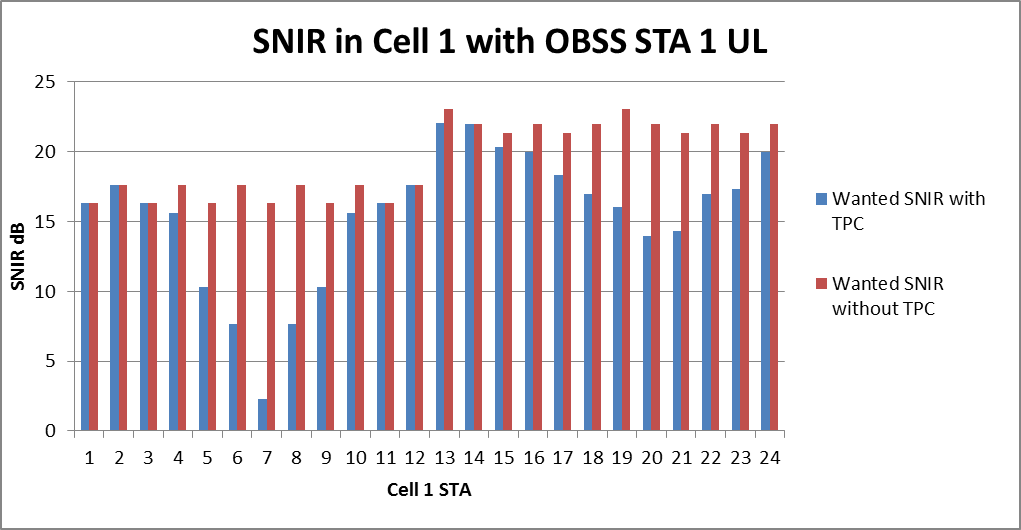 SNIR in Cell 1 with OBSS STA 1 UL
25
20
15
10
5
0
SNIR dB
1 2 3 4 5 6 7 8 9 10 11 12 13 14 15 16 17 18 19 20 21 22 23 24
Cell 1 STA
Wanted SNIR with
TPC
Wanted SNIR
without TPC